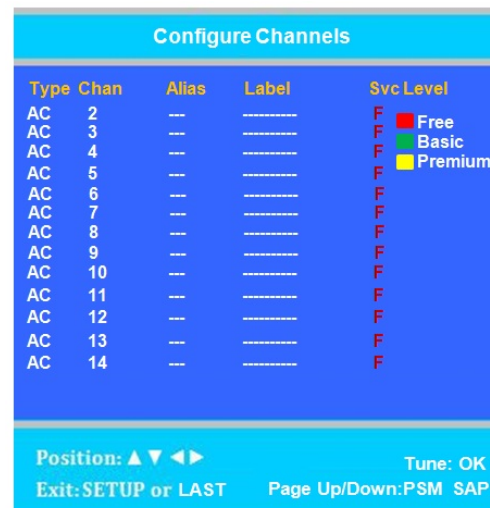 Configure Channels
Type Chan Alias Label Svc Level
AC 2 --- ---------- F Free
AC 3 --- ---------- F Basic
AC 4 --- ---------- F Premium
AC 5 --- ---------- F
AC 6 --- ---------- F
AC 7 --- ---------- F
AC 8 --- ---------- F
AC 9 --- ---------- F
AC 10 --- ---------- F
AC 11 --- ---------- F
AC 12 --- ---------- F
AC 13 --- ---------- F
AC 14 --- ---------- F
Position: ▲ ▼ ◀ ▶ Tune: OK
Exit: SETUP or LAST Page Up/Down:PSM SAP